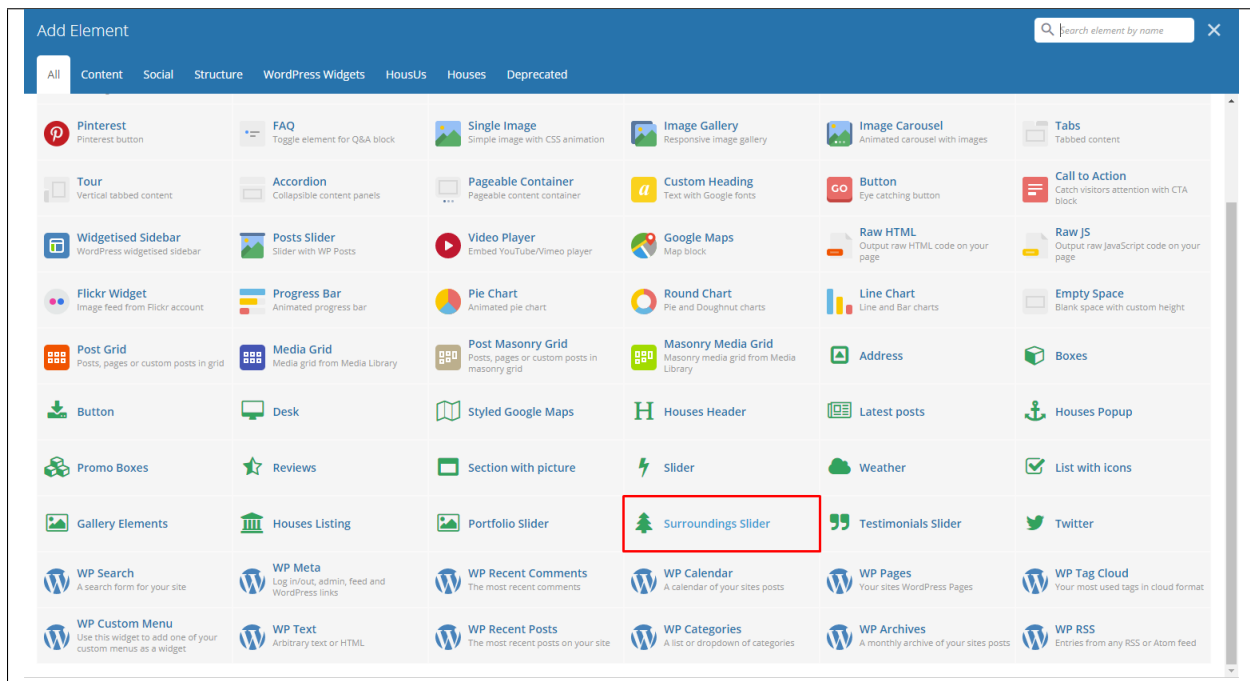 Add Element
Search element by name
All Content Social Structure WordPress Widgets HousUs Houses Deprecated
Pinterest
Pinterest button
FAQ
Toggle element for Q&A block
Single Image
Simple image with CSS animation
Image Gallery
Responsive image gallery
Image Carousel
Animated carousel with images
Tabs
Tabbed content
Tour
Vertical tabbed content
Accordion
Collapsible content panels
Pageable Container
Pageable content container
a
Custom Heading
Text with Google fonts
GO
Button
Eye catching button
Call to Action
Catch visitors attention with CTA
block
Widgetised Sidebar
WordPress widgetised sidebar
Posts Slider
Slider with WP Posts
Video Player
Embed YouTube/Vimeo player
Google Maps
Map block
Raw HTML
Output raw HTML code on your
page
Raw JS
Output raw JavaScript code on your
page
Flickr Widget
Image feed from Flickr account
Progress Bar
Animated progress bar
Pie Chart
Animated pie chart
Round Chart
Pie and Doughnut charts
Line Chart
Line and Bar charts
Empty Space
Blank space with custom height
Post Grid
Posts, pages or custom posts in grid
Media Grid
Media grid from Media Library
Post Masonry Grid
Posts, pages or custom posts in
masonry grid
Masonry Media Grid
Masonry media grid from Media
Library
Address
Boxes
Button
Desk
Styled Google Maps
H
Houses Header
Latest posts
Houses Popup
Promo Boxes
Reviews
Section with picture
Slider
Weather
List with icons
Gallery Elements
Houses Listing
Portfolio Slider
Surroundings Slider
Testimonials Slider
Twitter
WP Search
A search form for your site
WP Meta
Log in/out, admin, feed and
WordPress links
WP Recent Comments
The most recent comments
WP Calendar
A calendar of your sites posts
WP Pages
Your sites WordPress Pages
WP Tag Cloud
Your most used tags in cloud format
WP Custom Menu
Use this widget to add one of your
custom menus as a widget
WP Text
Arbitrary text or HTML
WP Recent Posts
The most recent posts on your site
WP Categories
A list or dropdown of categories
WP Archives
A monthly archive of your sites posts
WP RSS
Entries from any RSS or Atom feed